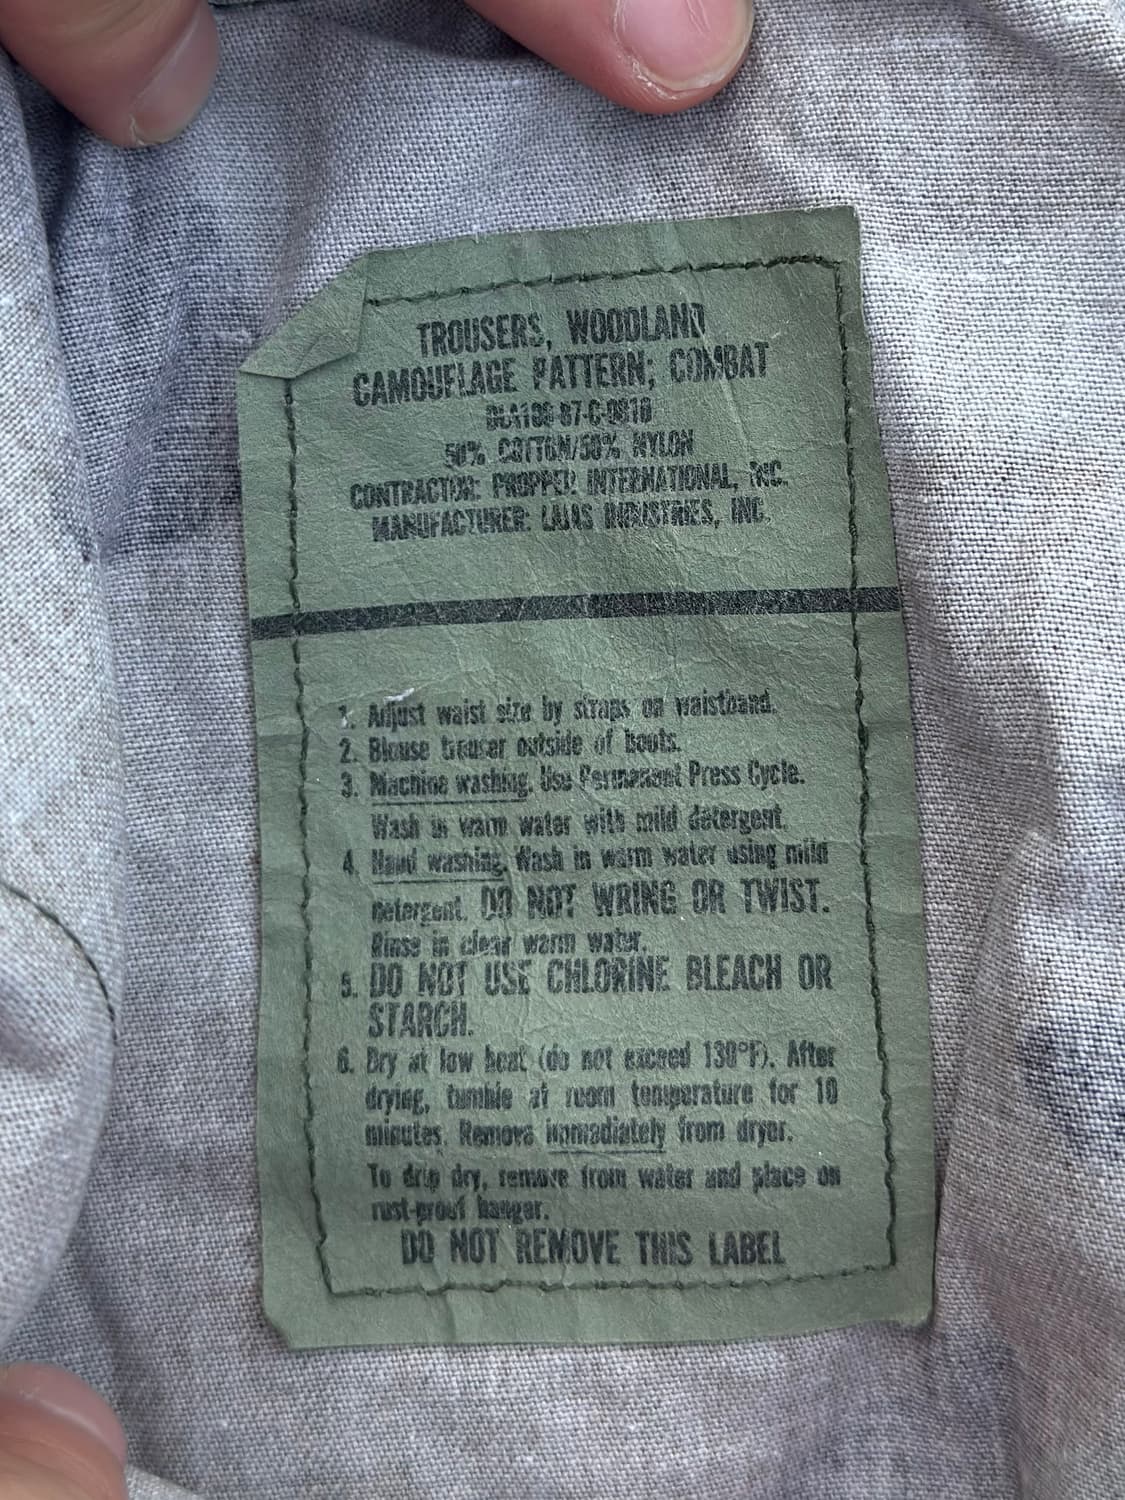 TROUSERS, WOODLAND
CAMOUFLAGE PATTERN; COMBAT
50% COTTON/50% NYLON
CONTRACTOR: PROPPER INTERNATIONAL, INC.
MANUFACTURER: INDUSTRIES, INC.
1. Adjust waist size by straps on waistband.
2. Blouse trouser outside of boots.
3. Machine washing. Use Permanent Press Cycle.
Wash in warm water with mild detergent.
4. Hand washing. Wash in warm water using mild
detergent. DO NOT WRING OR TWIST.
Rinse in clear warm water.
5. DO NOT USE CHLORINE BLEACH OR
STARCH.
6. Dry at low heat (do not exceed 130°F). After
drying, tumble at room temperature for 10
minutes. Remove immediately from dryer.
To drip dry, remove from water and place on
rust-proof hanger.
DO NOT REMOVE THIS LABEL